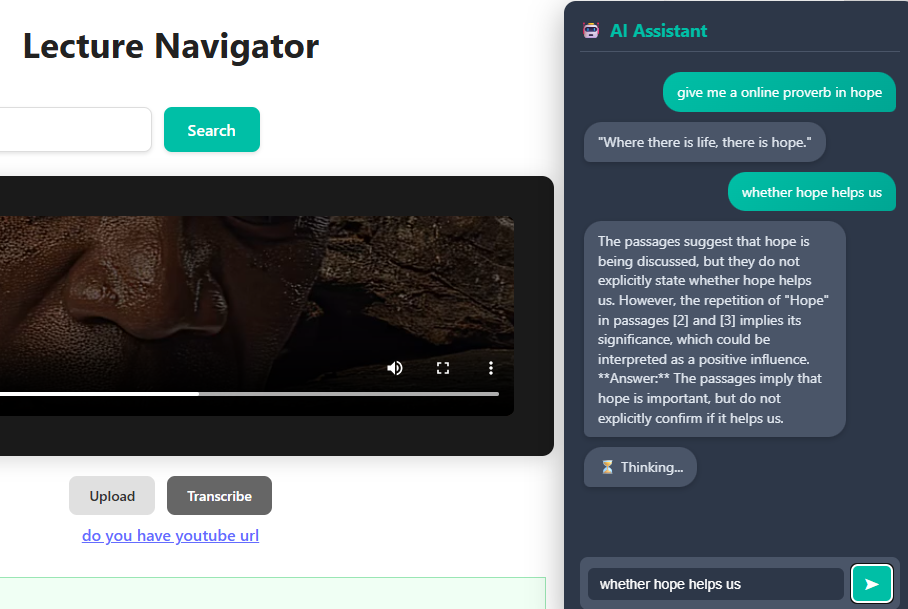 Lecture Navigator
Search
Upload
Transcribe
do you have youtube url
AI Assistant
give me a online proverb in hope
"Where there is life, there is hope."
whether hope helps us
The passages suggest that hope is
being discussed, but they do not
explicitly state whether hope helps
us. However, the repetition of "Hope"
in passages [2] and [3] implies its
significance, which could be
interpreted as a positive influence.
**Answer:** The passages imply that
hope is important, but do not
explicitly confirm if it helps us.
⏳ Thinking...
whether hope helps us